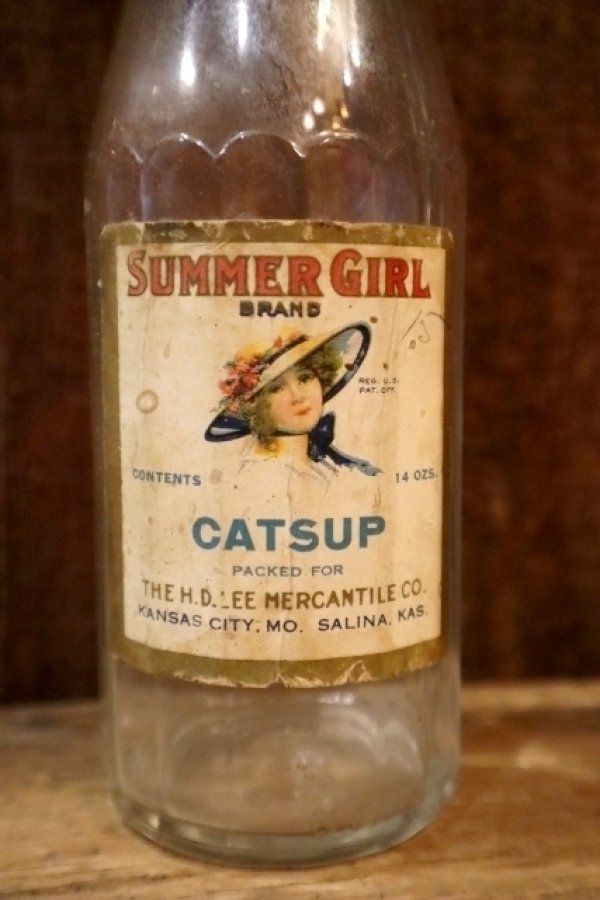 SUMMER GIRL
BRAND
REG. U.S.
PAT. OFF.
CONTENTS 14 OZS.
CATSUP
PACKED FOR
THE H.D. LEE MERCANTILE CO.
KANSAS CITY, MO. SALINA, KAS.